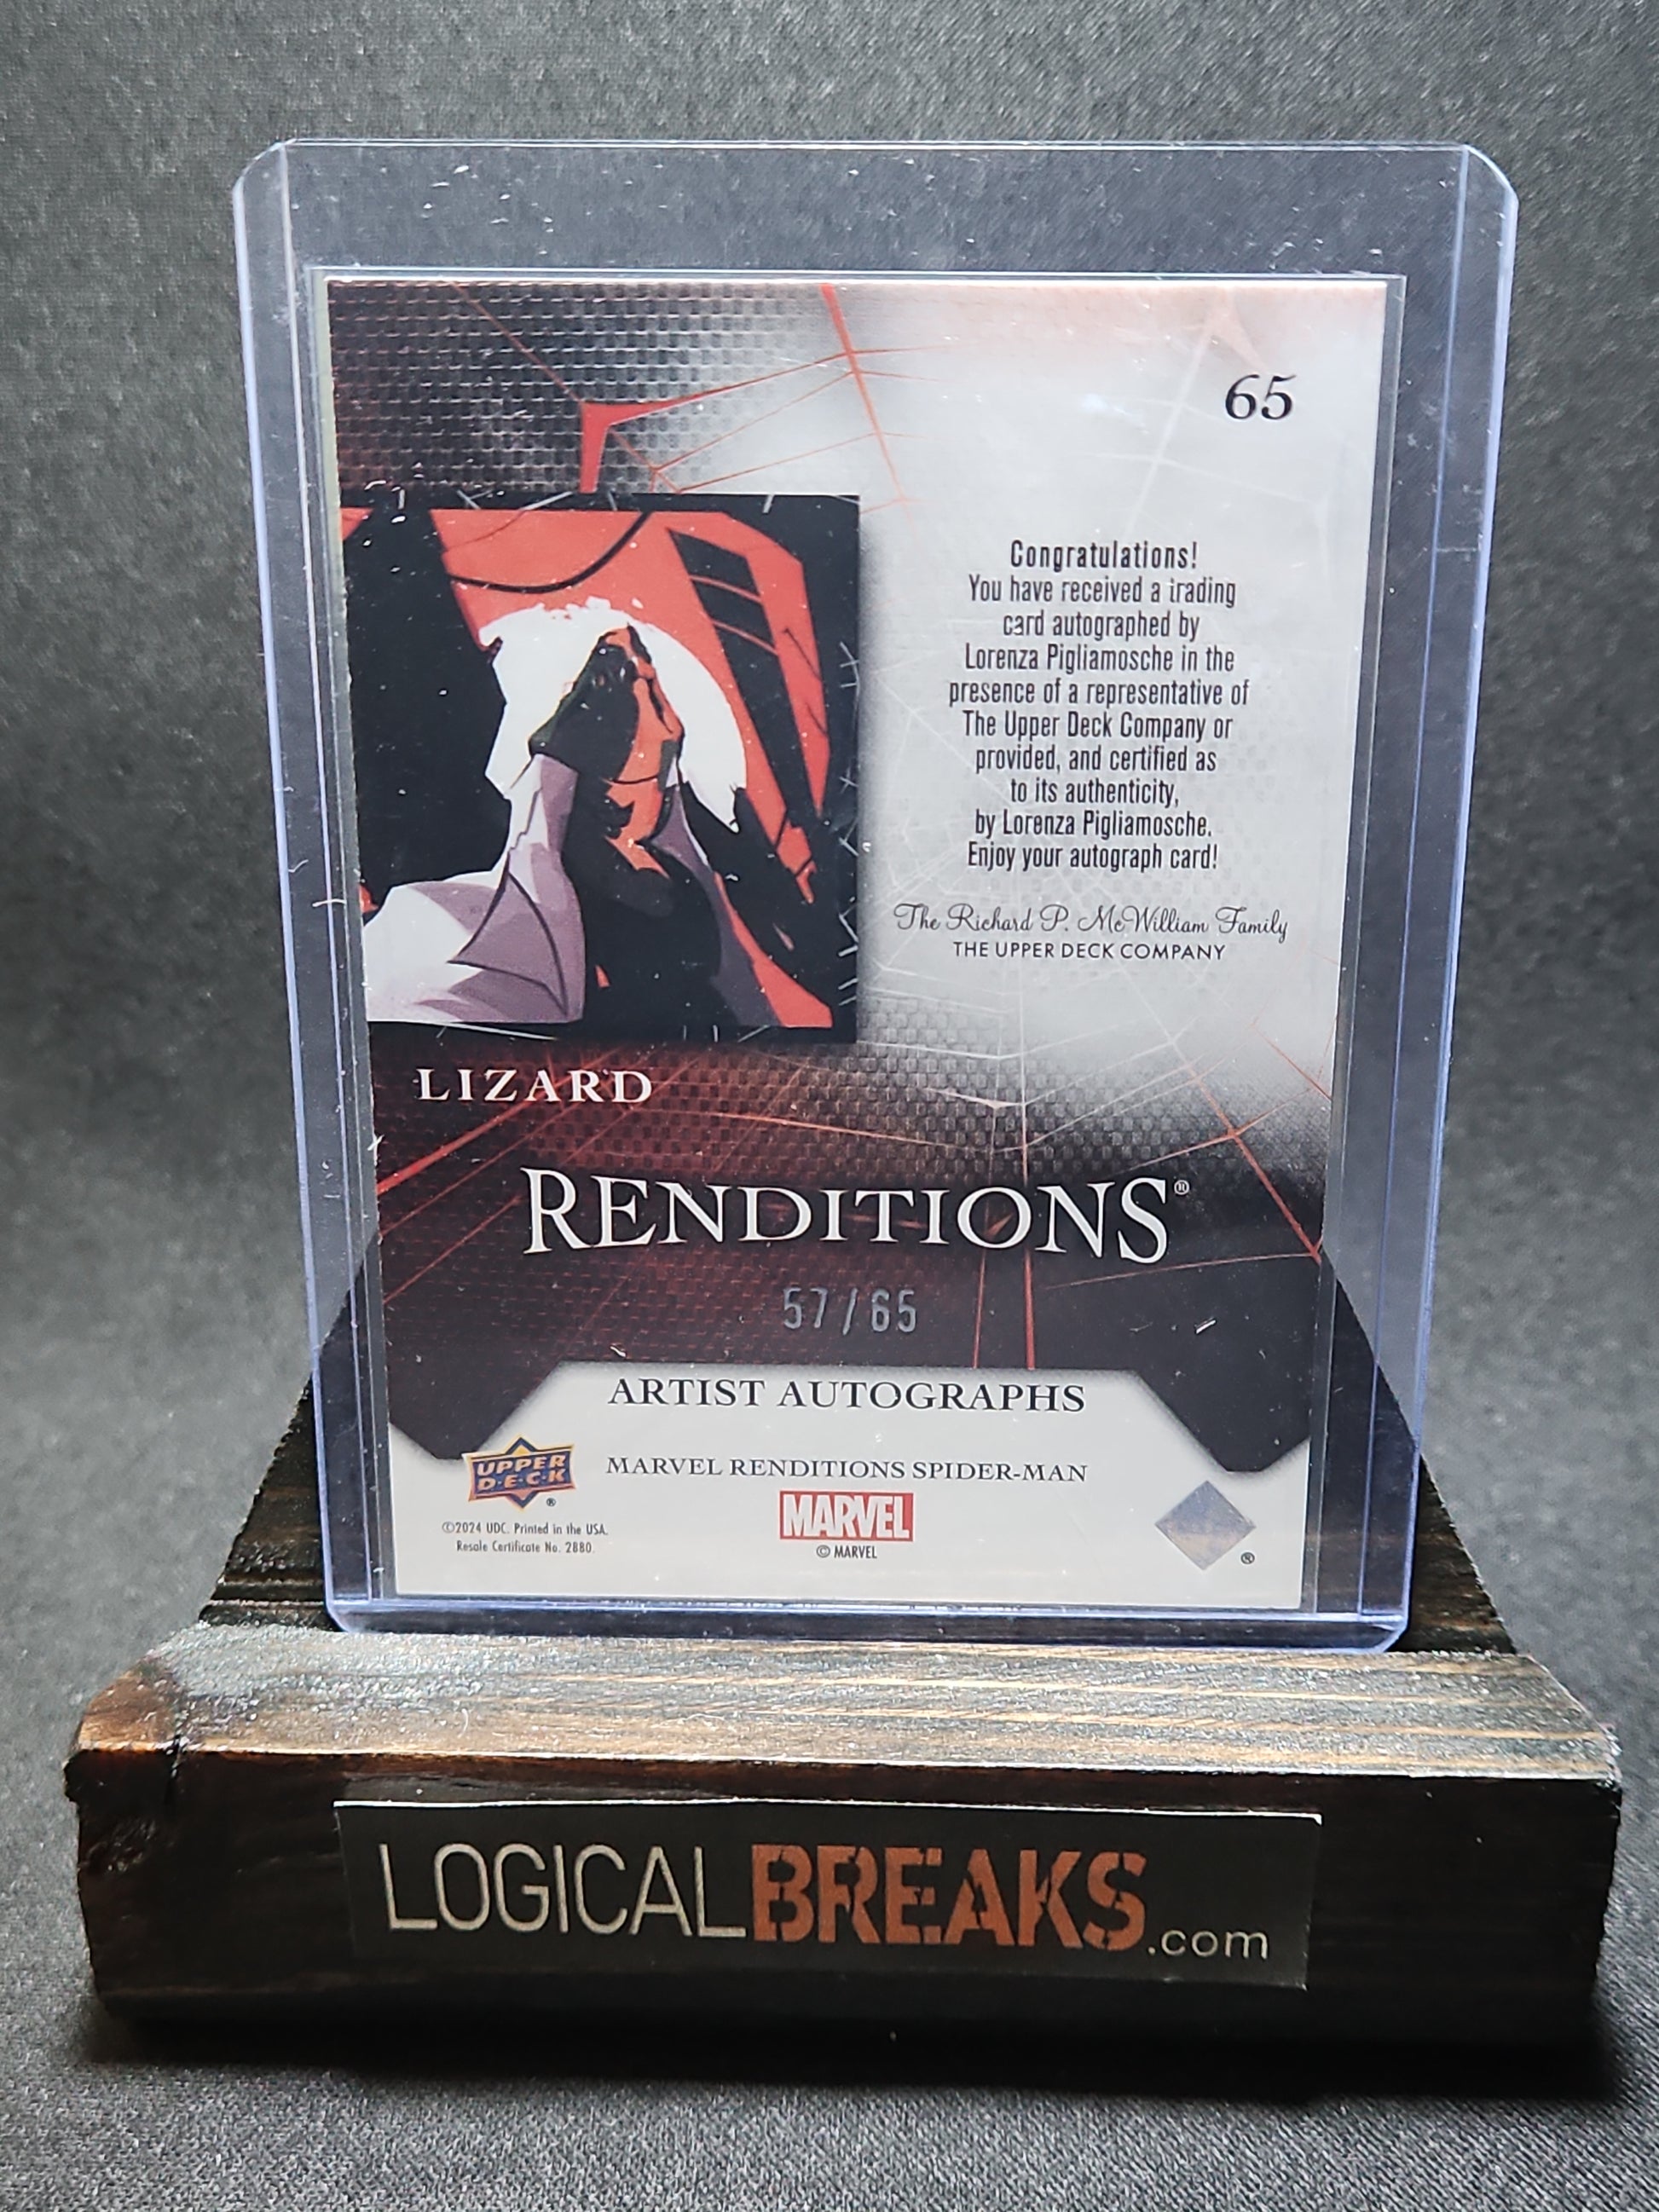 65
Congratulations!
You have received a trading
card autographed by
Lorenza Pigliamosche in the
presence of a representative of
The Upper Deck Company or
provided, and certified as
to its authenticity,
by Lorenza Pigliamosche.
Enjoy your autograph card!
The Richard P. McWilliam Family
THE UPPER DECK COMPANY
LIZARD
RENDITIONS®
57/65
ARTIST AUTOGRAPHS
UPPER
D·E·C·K
®
MARVEL RENDITIONS SPIDER-MAN
MARVEL
© MARVEL
©2024 UDC. Printed in the USA.
Resale Certificate No. 2880.
®
LOGICALBREAKS.com